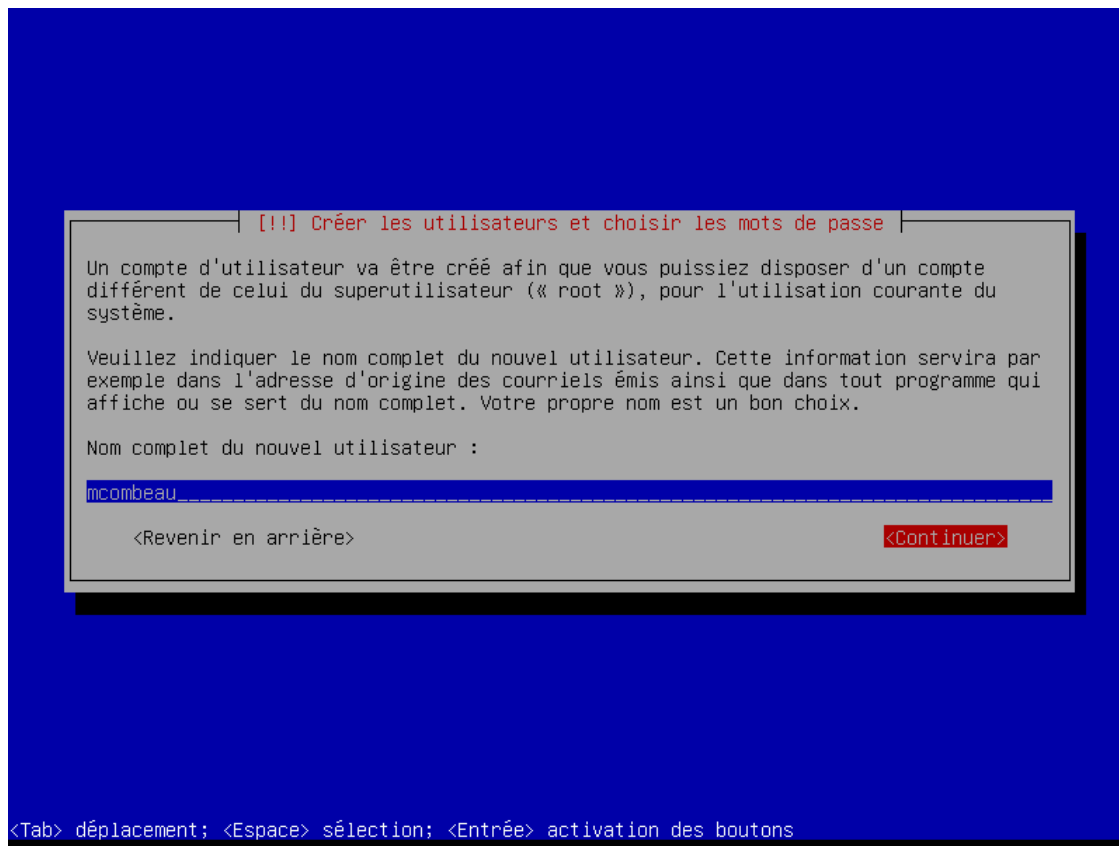 [!!] Créer les utilisateurs et choisir les mots de passe
Un compte d'utilisateur va être créé afin que vous puissiez disposer d'un compte
différent de celui du superutilisateur (« root »), pour l'utilisation courante du
système.
Veuillez indiquer le nom complet du nouvel utilisateur. Cette information servira par
exemple dans l'adresse d'origine des courriels émis ainsi que dans tout programme qui
affiche ou se sert du nom complet. Votre propre nom est un bon choix.
Nom complet du nouvel utilisateur :
mcombeau
<Revenir en arrière> <Continuer>
<Tab> déplacement; <Espace> sélection; <Entrée> activation des boutons